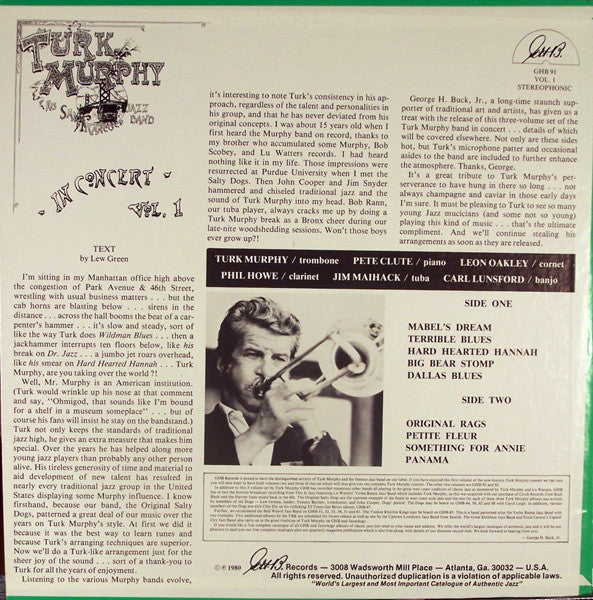 TURK
MURPHY
& HIS SAN FRANCISCO JAZZ BAND
- IN CONCERT -
VOL. 1
TEXT
by Lew Green
I'm sitting in my Manhattan office high above
the congestion of Park Avenue & 46th Street,
wrestling with usual business matters . . . but the
cab horns are blasting below . . . sirens in the
distance . . . across the hall booms the beat of a car-
penter's hammer . . . it's slow and steady, sort of
like the way Turk does Wildman Blues . . . then a
jackhammer interrupts ten floors below, like his
break on Dr. Jazz . . . a jumbo jet roars overhead,
like his smear on Hard Hearted Hannah . . . Turk
Murphy, are you taking over the world ?!
Well, Mr. Murphy is an American institution.
(Turk would wrinkle up his nose at that comment
and say, "Ohmigod, that sounds like I'm bound
for a shelf in a museum someplace" . . . but of
course his fans will insist he stay on the bandstand.)
Turk not only keeps the standards of traditional
jazz high, he gives an extra measure that makes him
special. Over the years he has helped along more
young jazz players than probably any other person
alive. His tireless generosity of time and material to
aid development of new talent has resulted in
nearly every traditional jazz group in the United
States displaying some Murphy influence. I know
firsthand, because our band, the Original Salty
Dogs, patterned a great deal of our music over the
years on Turk Murphy's style. At first we did it
because it was the best way to learn tunes and
because Turk's arranging techniques are superior.
Now we'll do a Turk-like arrangement just for the
sheer joy of the sound . . . sort of a thank-you to
Turk for all the years of enjoyment.
Listening to the various Murphy bands evolve,
it's interesting to note Turk's consistency in his ap-
proach, regardless of the talent and personalities in
his group, and that he has never deviated from his
original concepts. I was about 15 years old when I
first heard the Murphy band on record, thanks to
my brother who accumulated some Murphy, Bob
Scobey, and Lu Watters records. I had heard
nothing like it in my life. Those impressions were
resurrected at Purdue University when I met the
Salty Dogs. Then John Cooper and Jim Snyder
hammered and chiseled traditional jazz and the
sound of Turk Murphy into my head. Bob Rann,
our tuba player, always cracks me up by doing a
Turk Murphy break as a Bronx cheer during our
late-nite woodshedding sessions. Won't those boys
ever grow up?!
GHB
GHB 91
VOL. 1
STEREOPHONIC
George H. Buck, Jr., a long-time staunch sup-
porter of traditional art and artists, has given us a
treat with the release of this three-volume set of the
Turk Murphy band in concert . . . details of which
will be covered elsewhere. Not only are these sides
hot, but Turk's microphone patter and occasional
asides to the band are included to further enhance
the atmosphere. Thanks, George.
It's a great tribute to Turk Murphy's per-
serverance to have hung in there so long . . . not
always champagne and caviar in those early days
I'm sure. It must be pleasing to Turk to see so many
young Jazz mucicians (and some not so young)
playing this kind of music . . . that's the ultimate
compliment. And we'll continue stealing his
arrangements as soon as they are released.
TURK MURPHY / trombone PETE CLUTE / piano LEON OAKLEY / cornet
PHIL HOWE / clarinet JIM MAIHACK / tuba CARL LUNSFORD / banjo
SIDE ONE
MABEL'S DREAM
TERRIBLE BLUES
HARD HEARTED HANNAH
BIG BEAR STOMP
DALLAS BLUES
SIDE TWO
ORIGINAL RAGS
PETITE FLEUR
SOMETHING FOR ANNIE
PANAMA
— George H. Buck, Jr.
© ℗ 1980 GHB Records — 3008 Wadsworth Mill Place — Atlanta, Ga. 30032 — U.S.A.
All rights reserved. Unauthorized duplication is a violation of applicable laws.
"World's Largest and Most Important Catalogue of Authentic Jazz"